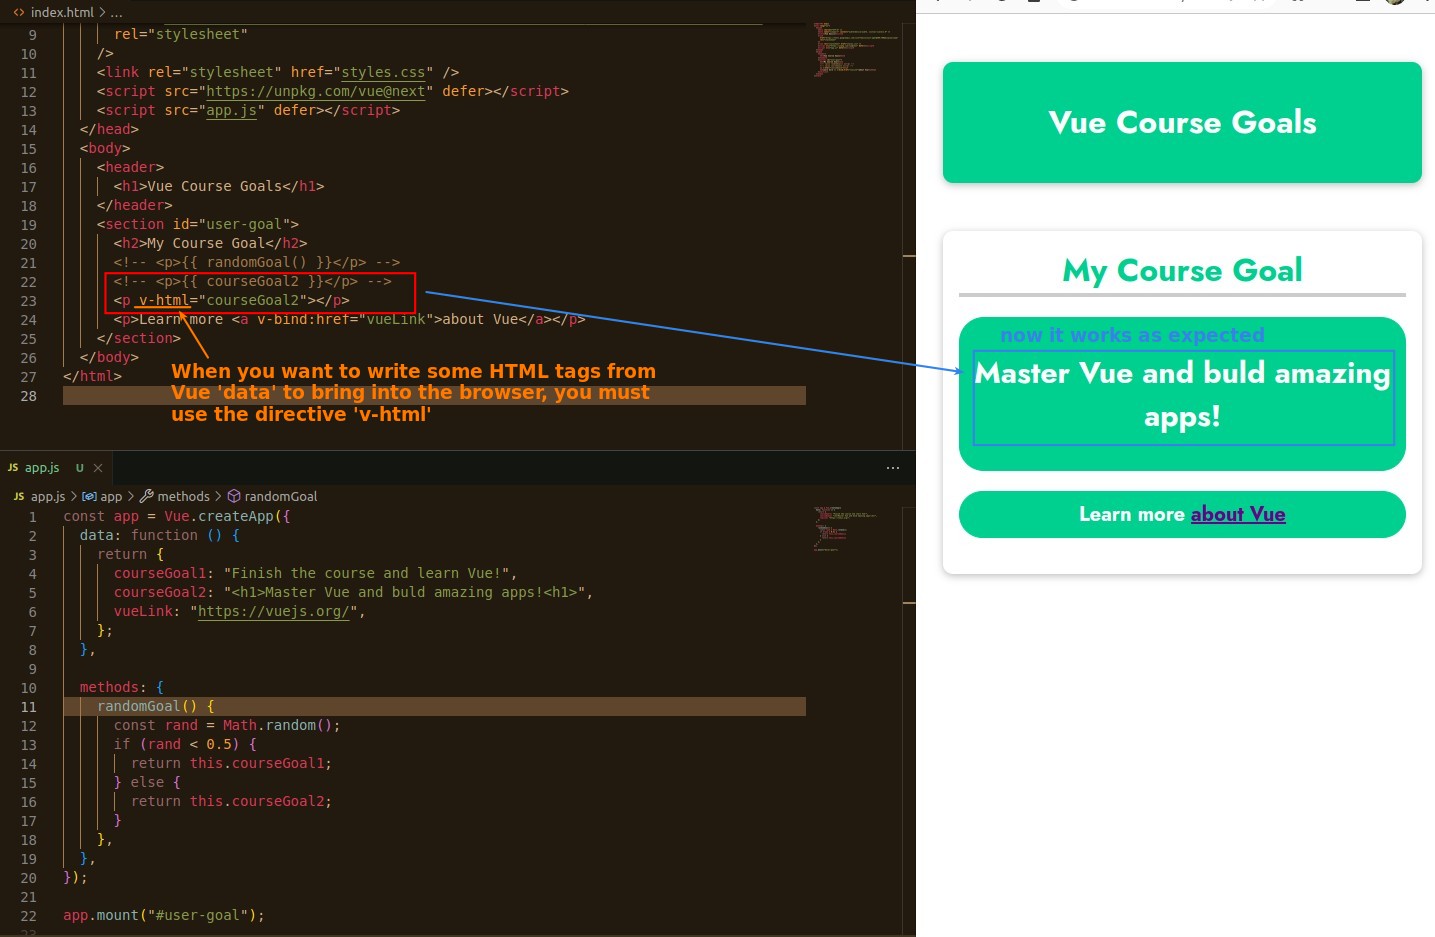 index.html > ...
9 rel="stylesheet"
10 />
11 <link rel="stylesheet" href="styles.css" />
12 <script src="https://unpkg.com/vue@next" defer></script>
13 <script src="app.js" defer></script>
14 </head>
15 <body>
16 <header>
17 <h1>Vue Course Goals</h1>
18 </header>
19 <section id="user-goal">
20 <h2>My Course Goal</h2>
21 <!-- <p>{{ randomGoal() }}</p> -->
22 <!-- <p>{{ courseGoal2 }}</p> -->
23 <p v-html="courseGoal2"></p>
24 <p>Learn more <a v-bind:href="vueLink">about Vue</a></p>
25 </section>
26 </body>
27 </html>
28
When you want to write some HTML tags from
Vue 'data' to bring into the browser, you must
use the directive 'v-html'
JS app.js U ×
...
JS app.js > app > methods > randomGoal
1 const app = Vue.createApp({
2 data: function () {
3 return {
4 courseGoal1: "Finish the course and learn Vue!",
5 courseGoal2: "<h1>Master Vue and buld amazing apps!<h1>",
6 vueLink: "https://vuejs.org/",
7 };
8 },
9
10 methods: {
11 randomGoal() {
12 const rand = Math.random();
13 if (rand < 0.5) {
14 return this.courseGoal1;
15 } else {
16 return this.courseGoal2;
17 }
18 },
19 },
20 });
21
22 app.mount("#user-goal");
23
Vue Course Goals
My Course Goal
now it works as expected
Master Vue and buld amazing
apps!
Learn more about Vue